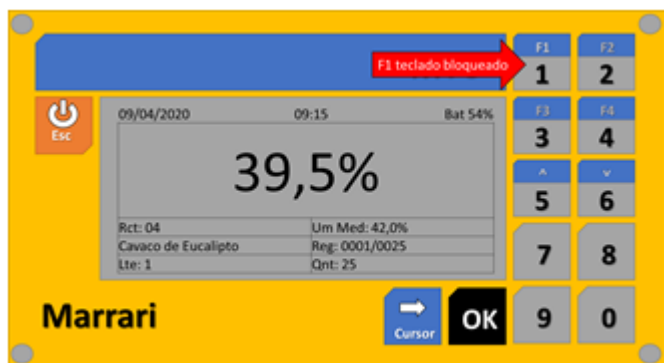 F1 teclado bloqueado
F1 F2
1 2
Esc
09/04/2020 09:15 Bat 54%
F3 F4
3 4
39,5%
^ v
5 6
Rct: 04 Um Med: 42,0%
Cavaco de Eucalipto Reg: 0001/0025
Lte: 1 Qnt: 25
7 8
Marrari
Cursor
OK
9 0